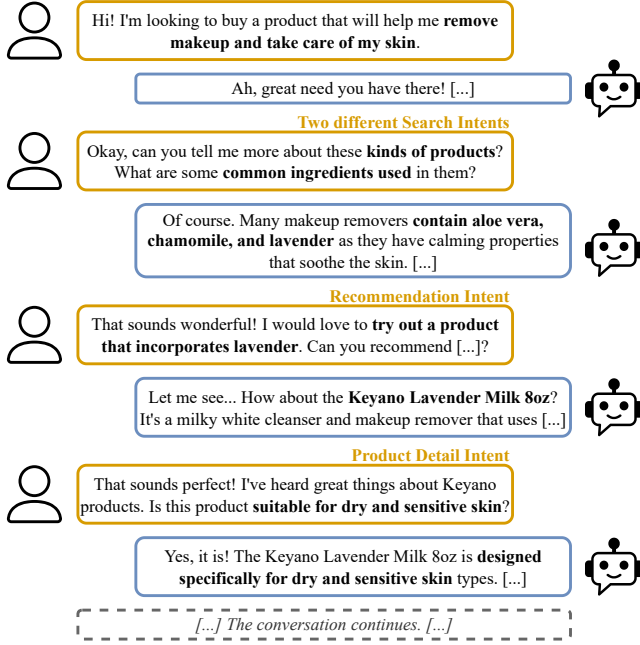 Hi! I'm looking to buy a product that will help me remove
makeup and take care of my skin.
Ah, great need you have there! [...]
Two different Search Intents
Okay, can you tell me more about these kinds of products?
What are some common ingredients used in them?
Of course. Many makeup removers contain aloe vera,
chamomile, and lavender as they have calming properties
that soothe the skin. [...]
Recommendation Intent
That sounds wonderful! I would love to try out a product
that incorporates lavender. Can you recommend [...]?
Let me see... How about the Keyano Lavender Milk 8oz?
It's a milky white cleanser and makeup remover that uses [...]
Product Detail Intent
That sounds perfect! I've heard great things about Keyano
products. Is this product suitable for dry and sensitive skin?
Yes, it is! The Keyano Lavender Milk 8oz is designed
specifically for dry and sensitive skin types. [...]
[...] The conversation continues. [...]